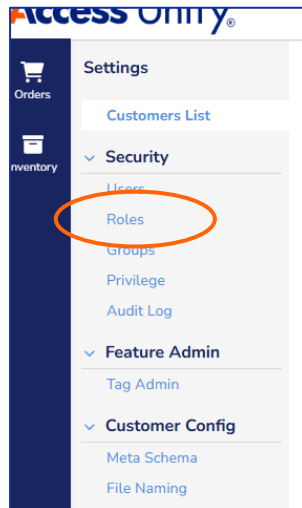 Access Unify®
Settings
Orders
Customers List
Security
nventory
Users
Roles
Groups
Privilege
Audit Log
Feature Admin
Tag Admin
Customer Config
Meta Schema
File Naming